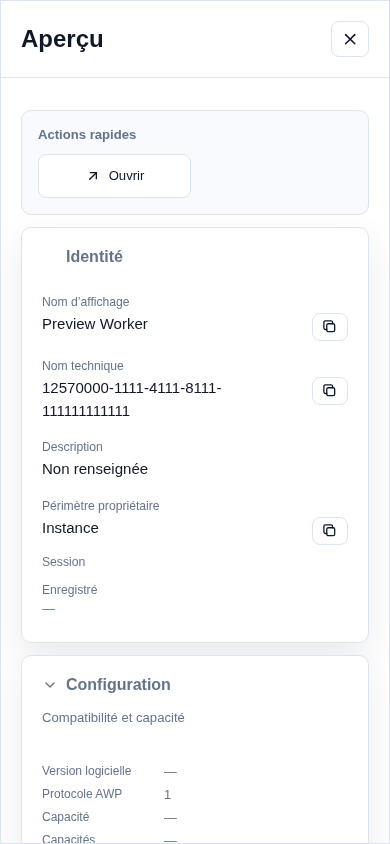 Aperçu
Actions rapides
Ouvrir
Identité
Nom d’affichage
Preview Worker
Nom technique
12570000-1111-4111-8111-
111111111111
Description
Non renseignée
Périmètre propriétaire
Instance
Session
Enregistré
—
Configuration
Compatibilité et capacité
Version logicielle —
Protocole AWP 1
Capacité —
Capacités —